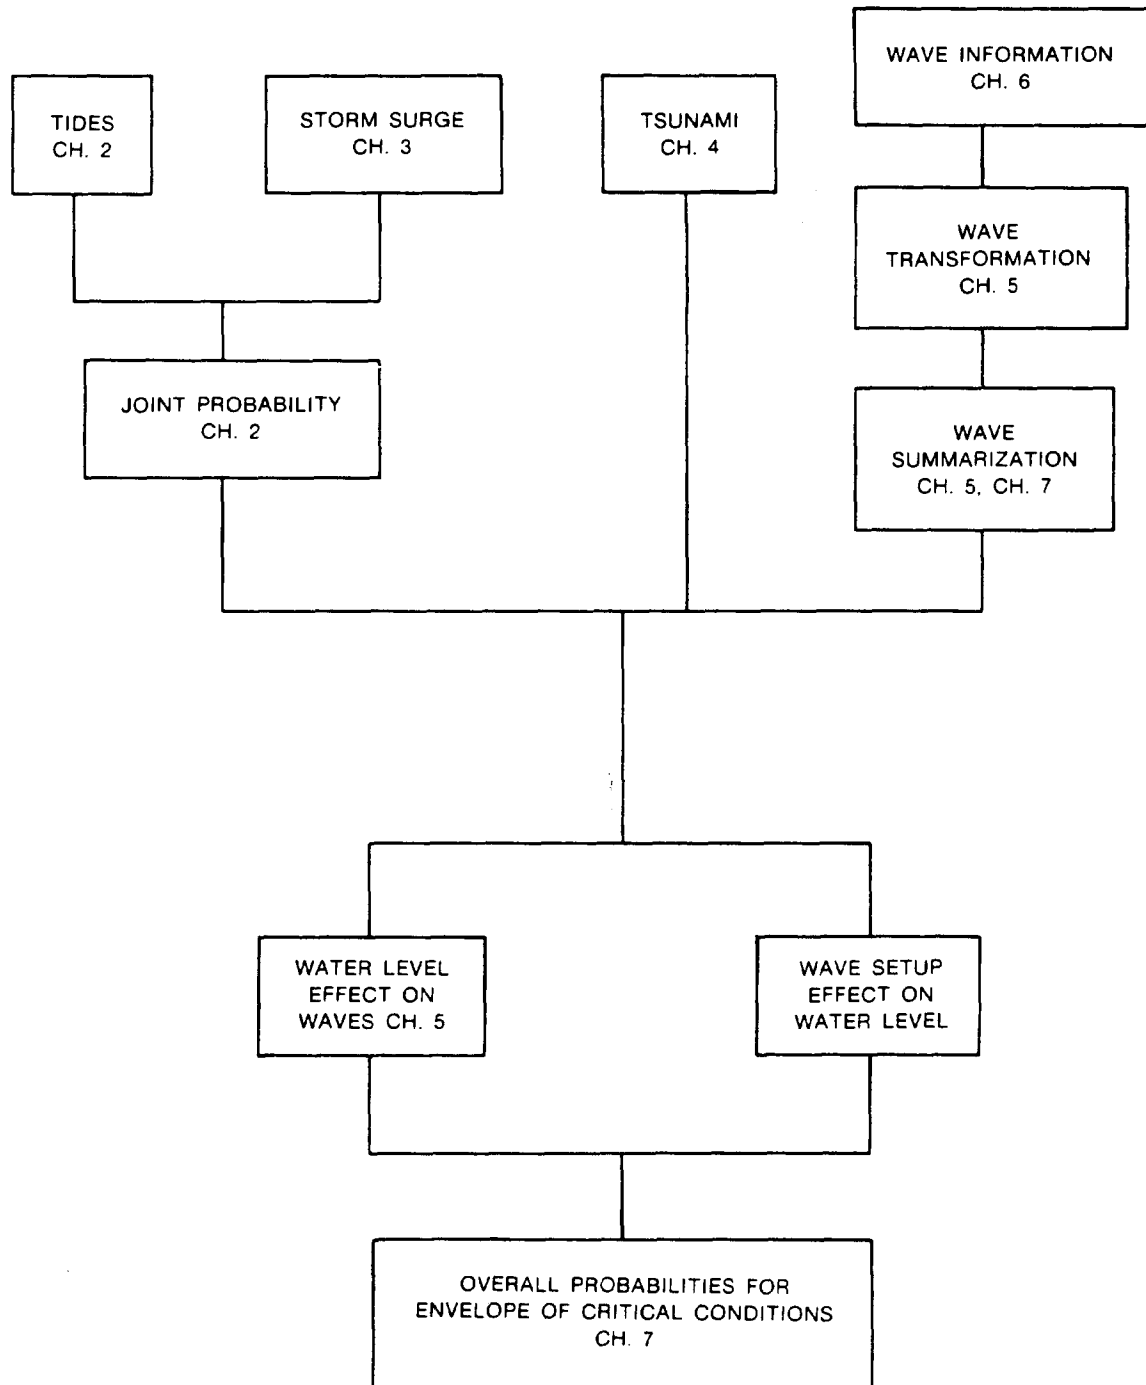 WAVE INFORMATION
CH. 6
TIDES
CH. 2
STORM SURGE
CH. 3
TSUNAMI
CH. 4
WAVE
TRANSFORMATION
CH. 5
JOINT PROBABILITY
CH. 2
WAVE
SUMMARIZATION
CH. 5, CH. 7
WATER LEVEL
EFFECT ON
WAVES CH. 5
WAVE SETUP
EFFECT ON
WATER LEVEL
OVERALL PROBABILITIES FOR
ENVELOPE OF CRITICAL CONDITIONS
CH. 7